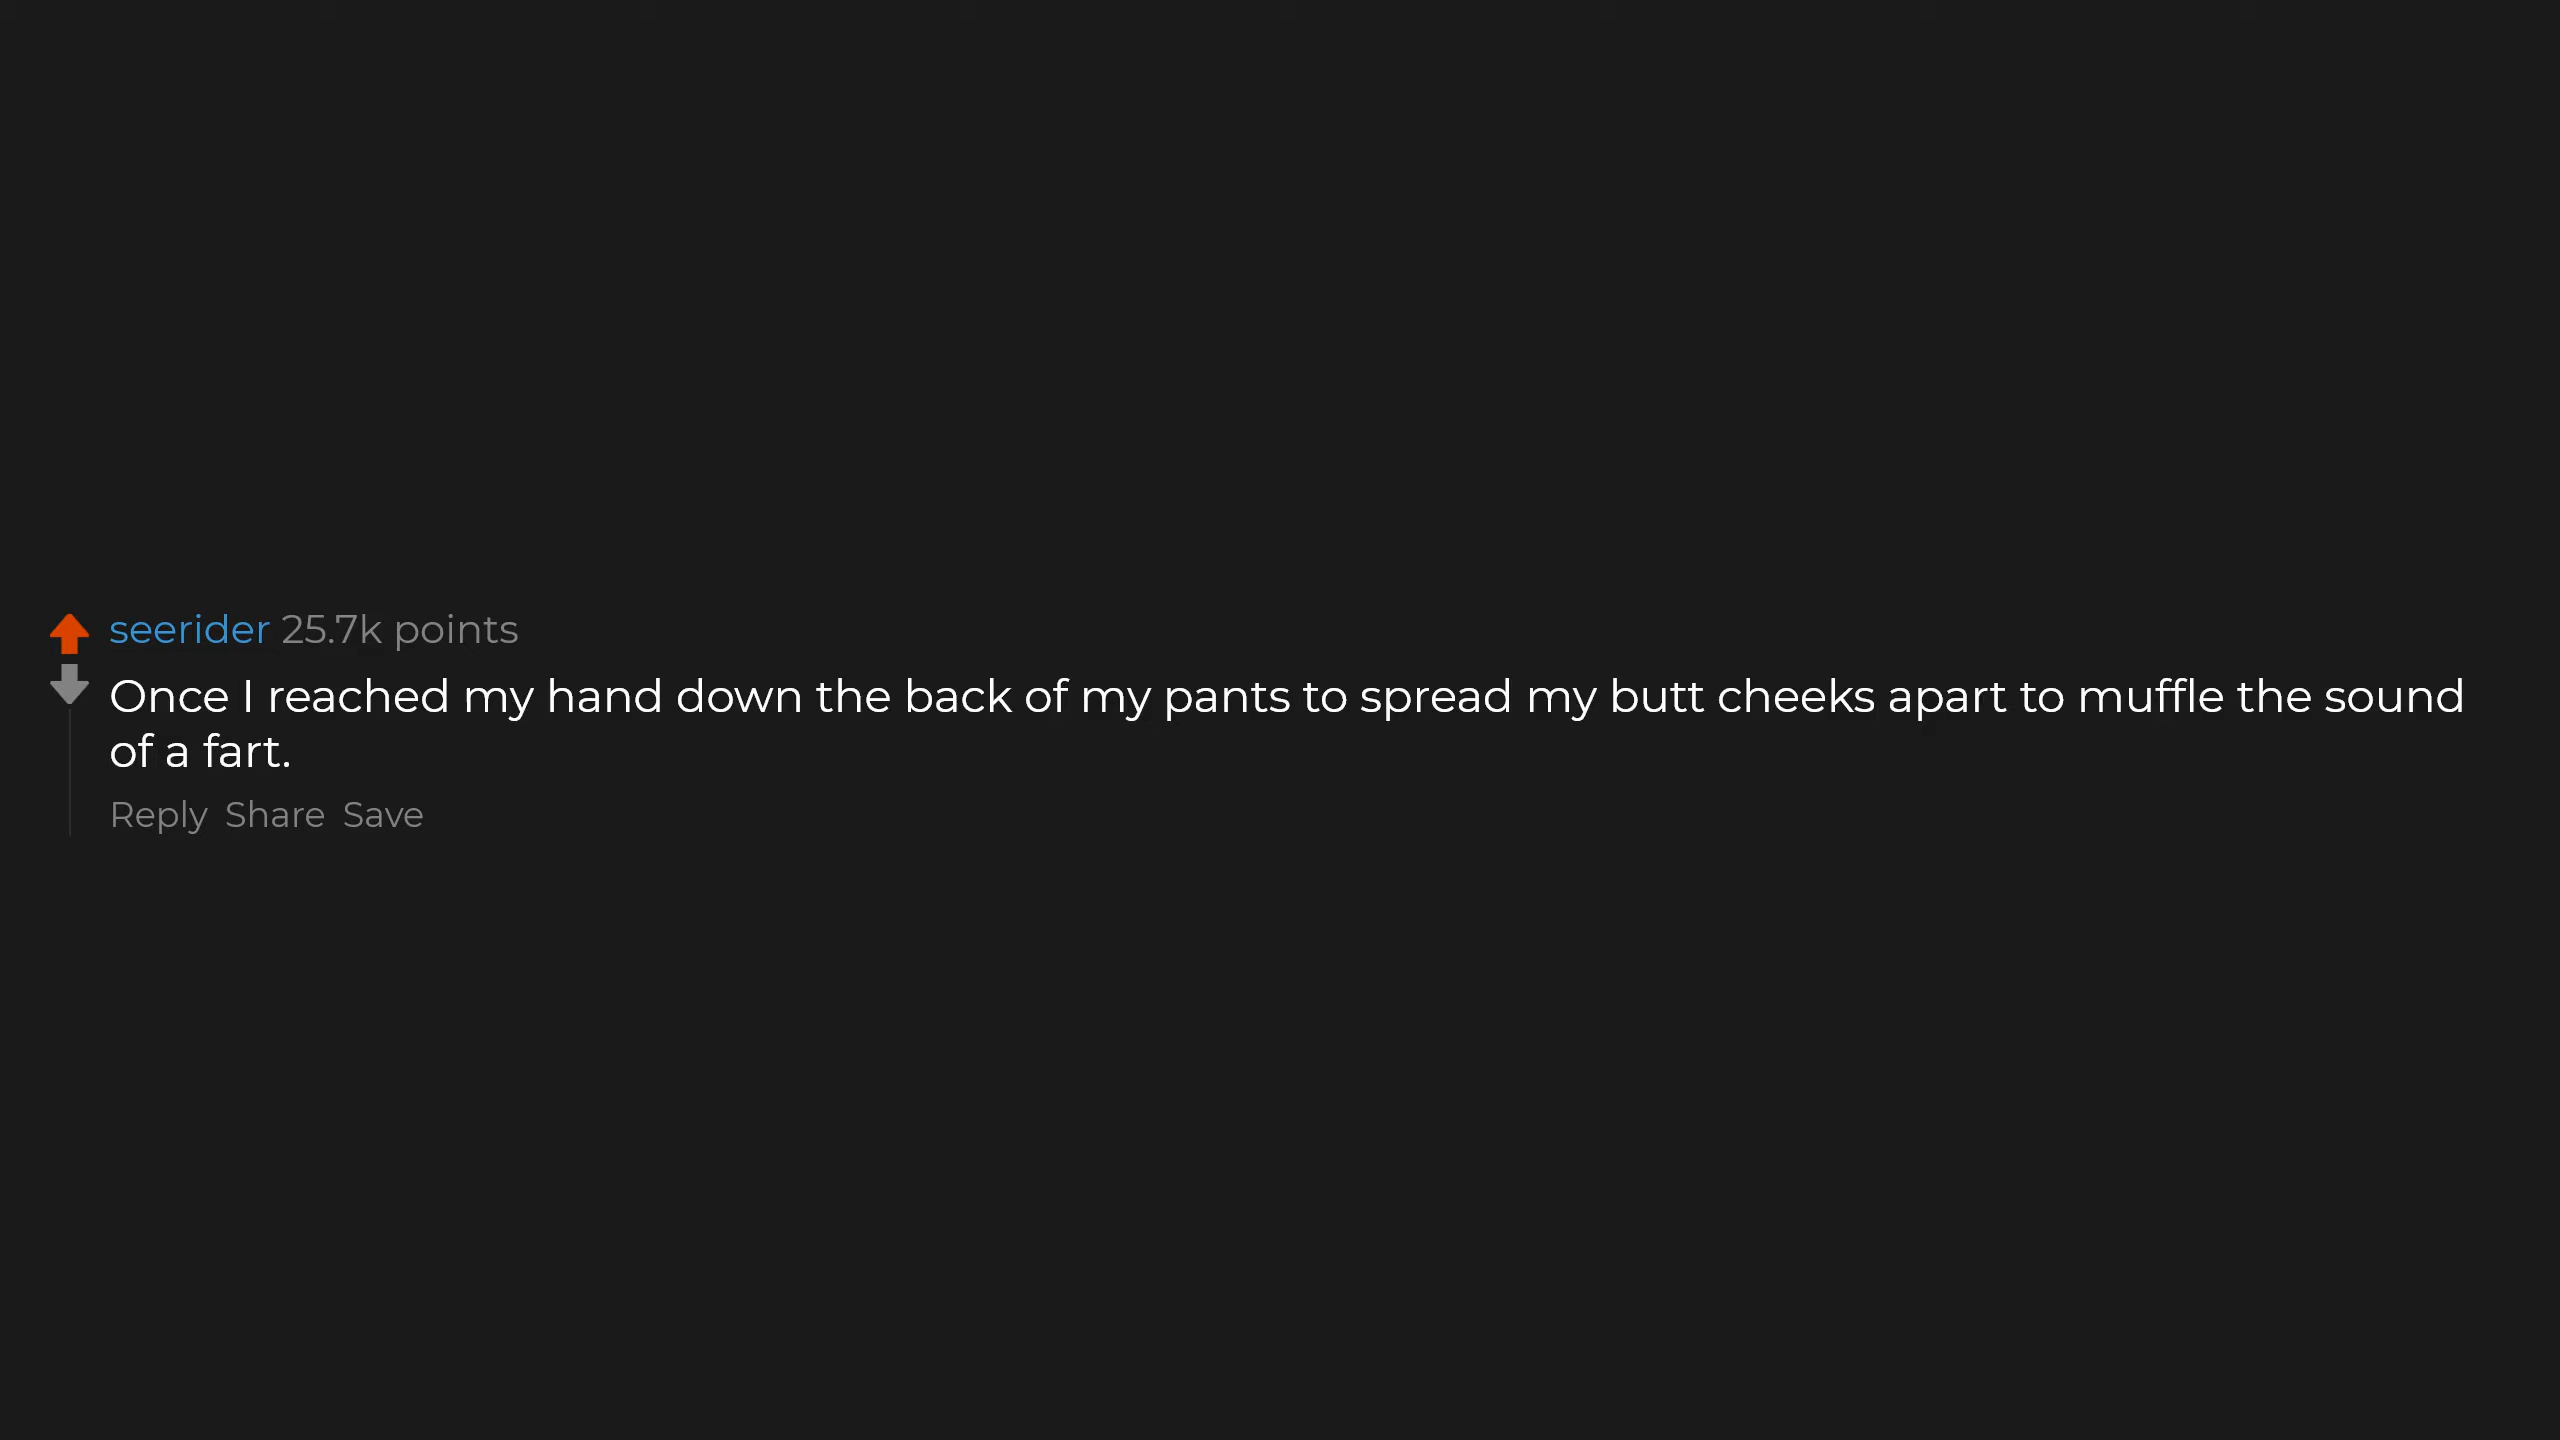 seerider 25.7k points
Once I reached my hand down the back of my pants to spread my butt cheeks apart to muffle the sound
of a fart.
Reply Share Save